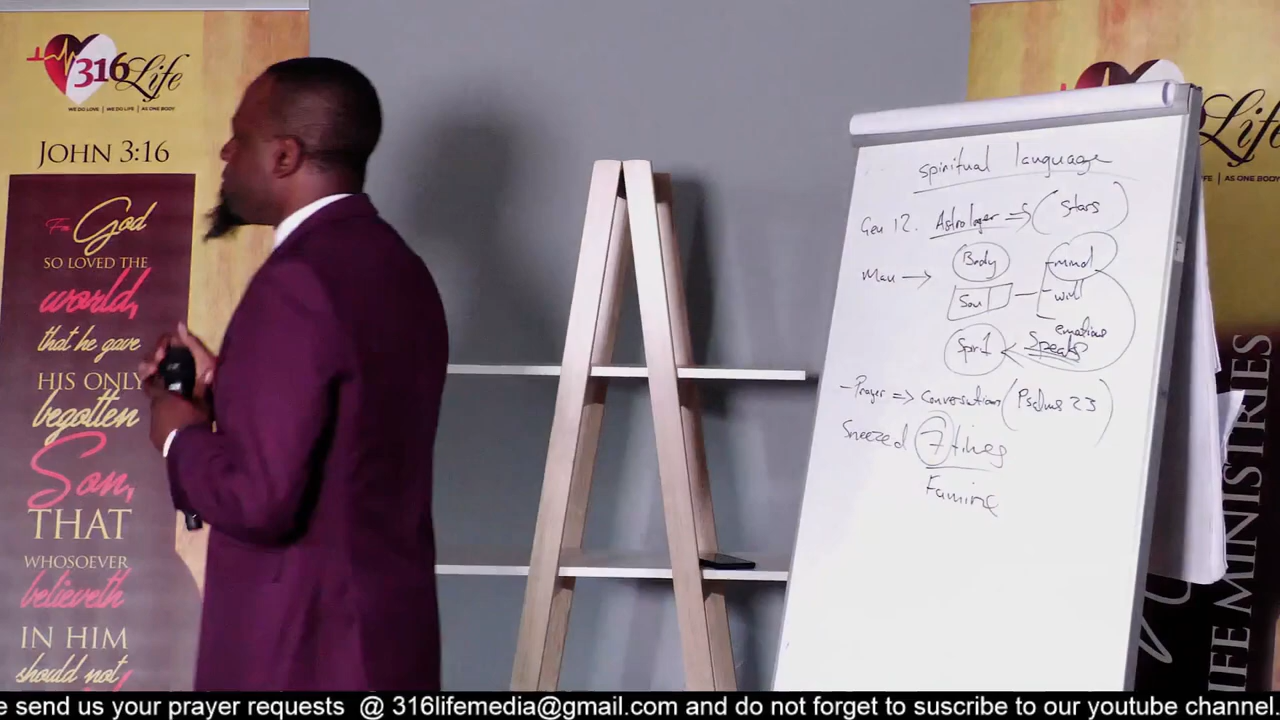 316 Life
WE DO LOVE | WE DO LIFE | AS ONE BODY
JOHN 3:16
For God
SO LOVED THE
world,
that he gave
HIS ONLY
begotten
Son,
THAT
WHOSOEVER
believeth
IN HIM
should not
spiritual language
Gen 12. Astrologer => (Stars)
Man → Body
Soul
mind
will
emotions
Spirit
Speaks
-Prayer => Conversation (Psalms 23)
Sneezed 7 times
Famine
Life
IFE | AS ONE BODY
LIFE MINISTRIES
e send us your prayer requests @ 316lifemedia@gmail.com and do not forget to suscribe to our youtube channel.